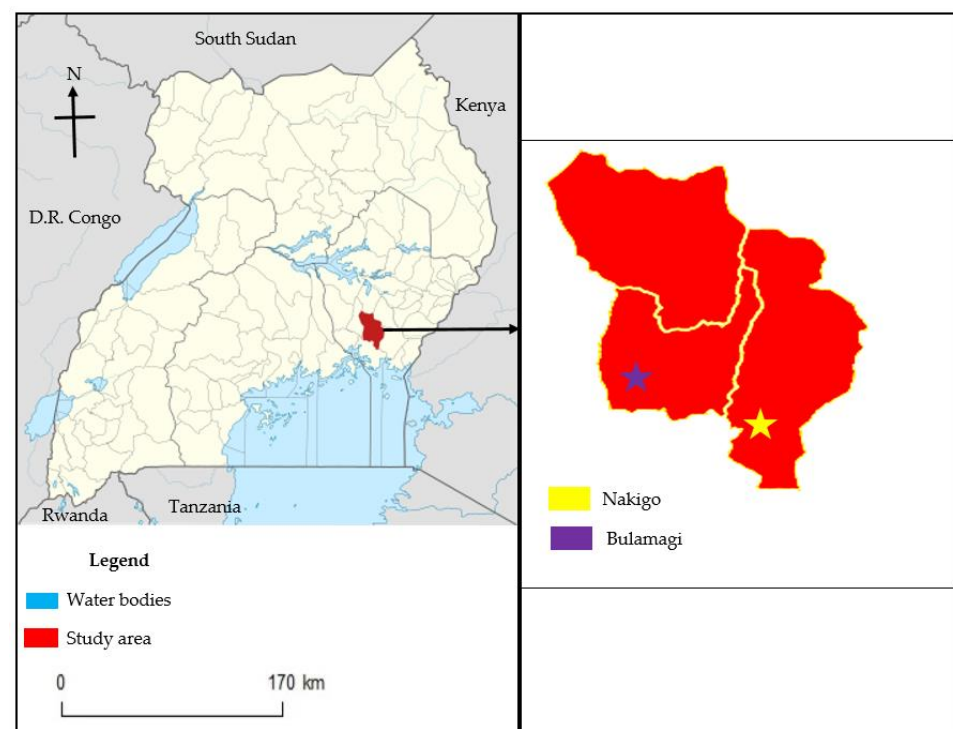 South Sudan
N
Kenya
D.R. Congo
Rwanda
Tanzania
Legend
Water bodies
Study area
0 170 km
Nakigo
Bulamagi